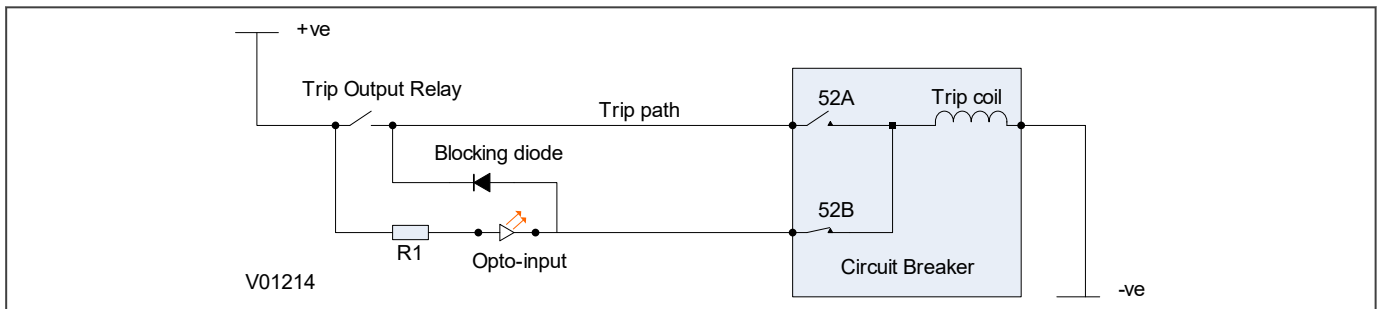 +ve
Trip Output Relay
Trip path
52A
Trip coil
Blocking diode
52B
R1
Opto-input
Circuit Breaker
V01214
-ve